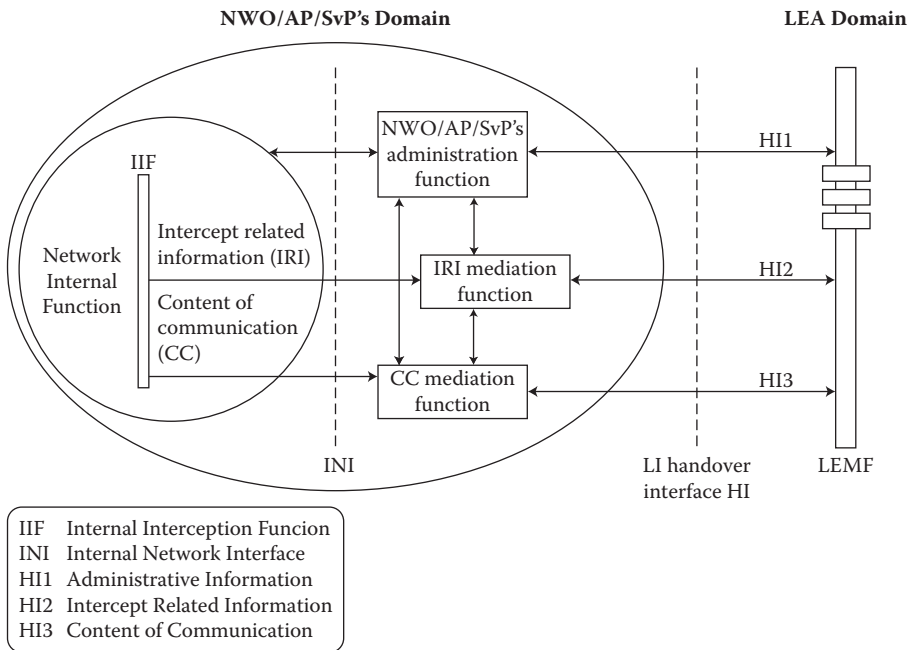 NWO/AP/SvP's Domain
LEA Domain
NWO/AP/SvP's
administration
function
HI1
IIF
Intercept related
information (IRI)
Network
Internal
Function
IRI mediation
function
HI2
Content of
communication
(CC)
CC mediation
function
HI3
INI
LI handover
interface HI
LEMF
IIF Internal Interception Funcion
INI Internal Network Interface
HI1 Administrative Information
HI2 Intercept Related Information
HI3 Content of Communication